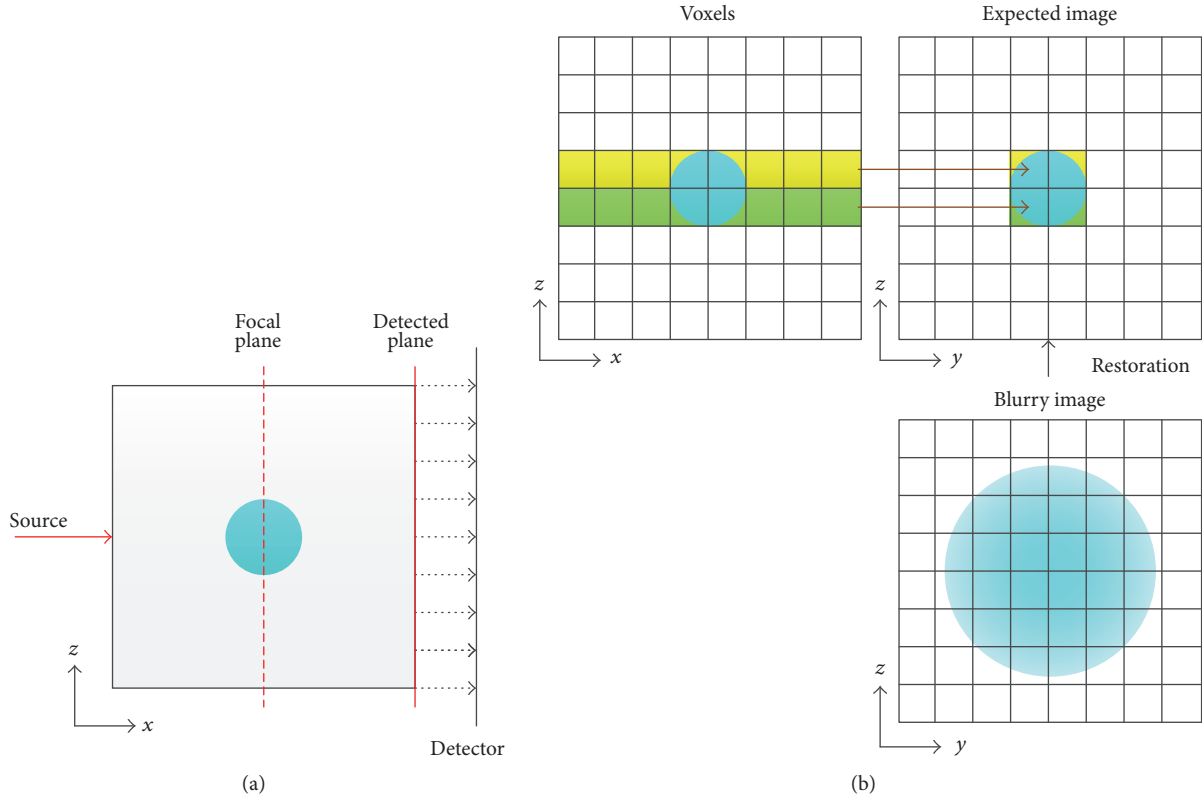 Focal
plane
Detected
plane
Source
z
x
Detector
(a)
Voxels
Expected image
z
x
z
y
Restoration
Blurry image
z
y
(b)